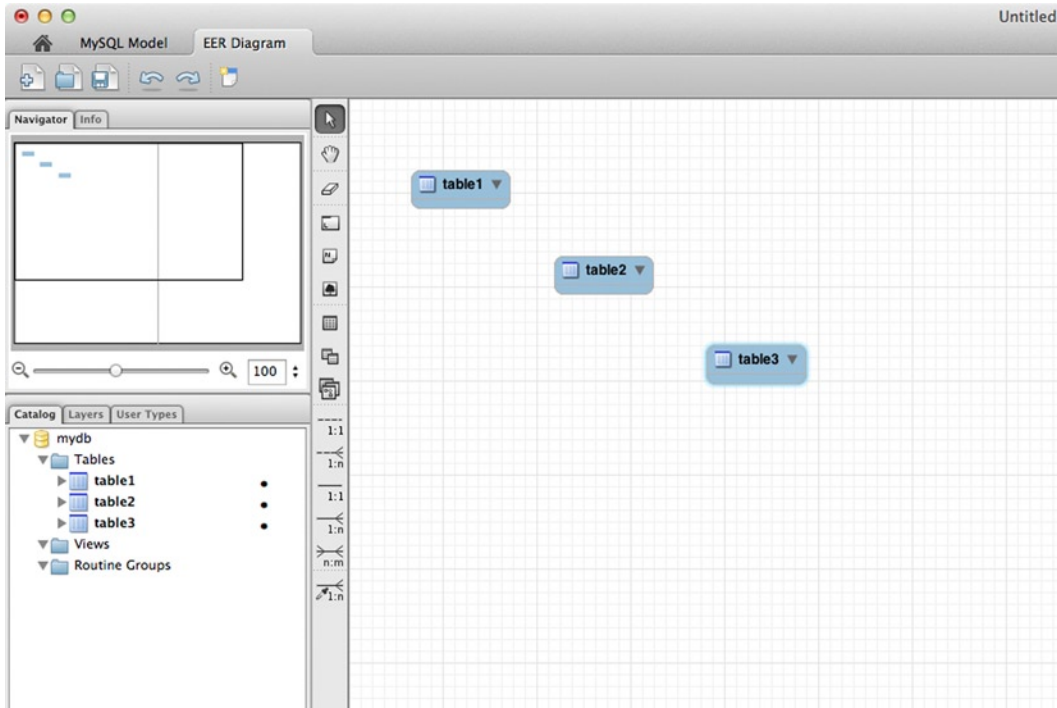 Untitled
MySQL Model EER Diagram
Navigator Info
100
Catalog Layers User Types
mydb
Tables
table1
table2
table3
Views
Routine Groups
1:1
1:n
1:1
1:n
n:m
1:n
table1
table2
table3